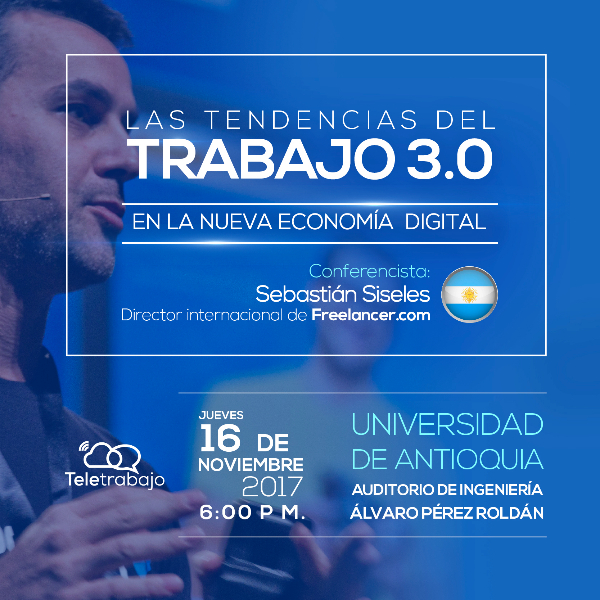 LAS TENDENCIAS DEL
TRABAJO 3.0
EN LA NUEVA ECONOMÍA DIGITAL
Conferencista:
Sebastián Siseles
Director internacional de Freelancer.com
Teletrabajo
JUEVES
16 DE
NOVIEMBRE
2017
6:00 P M.
UNIVERSIDAD
DE ANTIOQUIA
AUDITORIO DE INGENIERÍA
ÁLVARO PÉREZ ROLDÁN